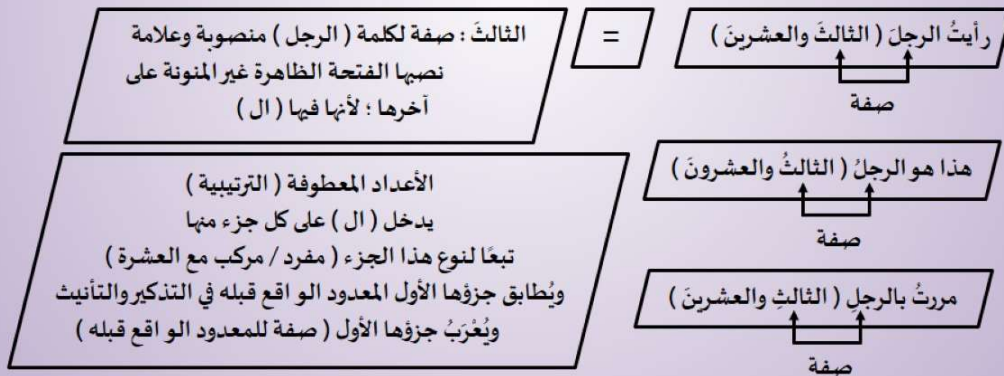 رأيتُ الرجلَ ( الثالثَ والعشرينَ )
صفة
=
الثالثَ : صفة لكلمة ( الرجل ) منصوبة وعلامة
نصبها الفتحة الظاهرة غير المنونة على
آخرها ؛ لأنها فيها ( ال )
هذا هو الرجلُ ( الثالثُ والعشرونَ )
صفة
مررتُ بالرجلِ ( الثالثِ والعشرينَ )
صفة
الأعداد المعطوفة ( الترتيبية )
يدخل ( ال ) على كل جزء منها
تبعًا لنوع هذا الجزء ( مفرد / مركب مع العشرة )
ويُطابق جزؤها الأول المعدود الواقع قبله في التذكير والتأنيث
ويُعْرَبُ جزؤها الأول ( صفة للمعدود الواقع قبله )